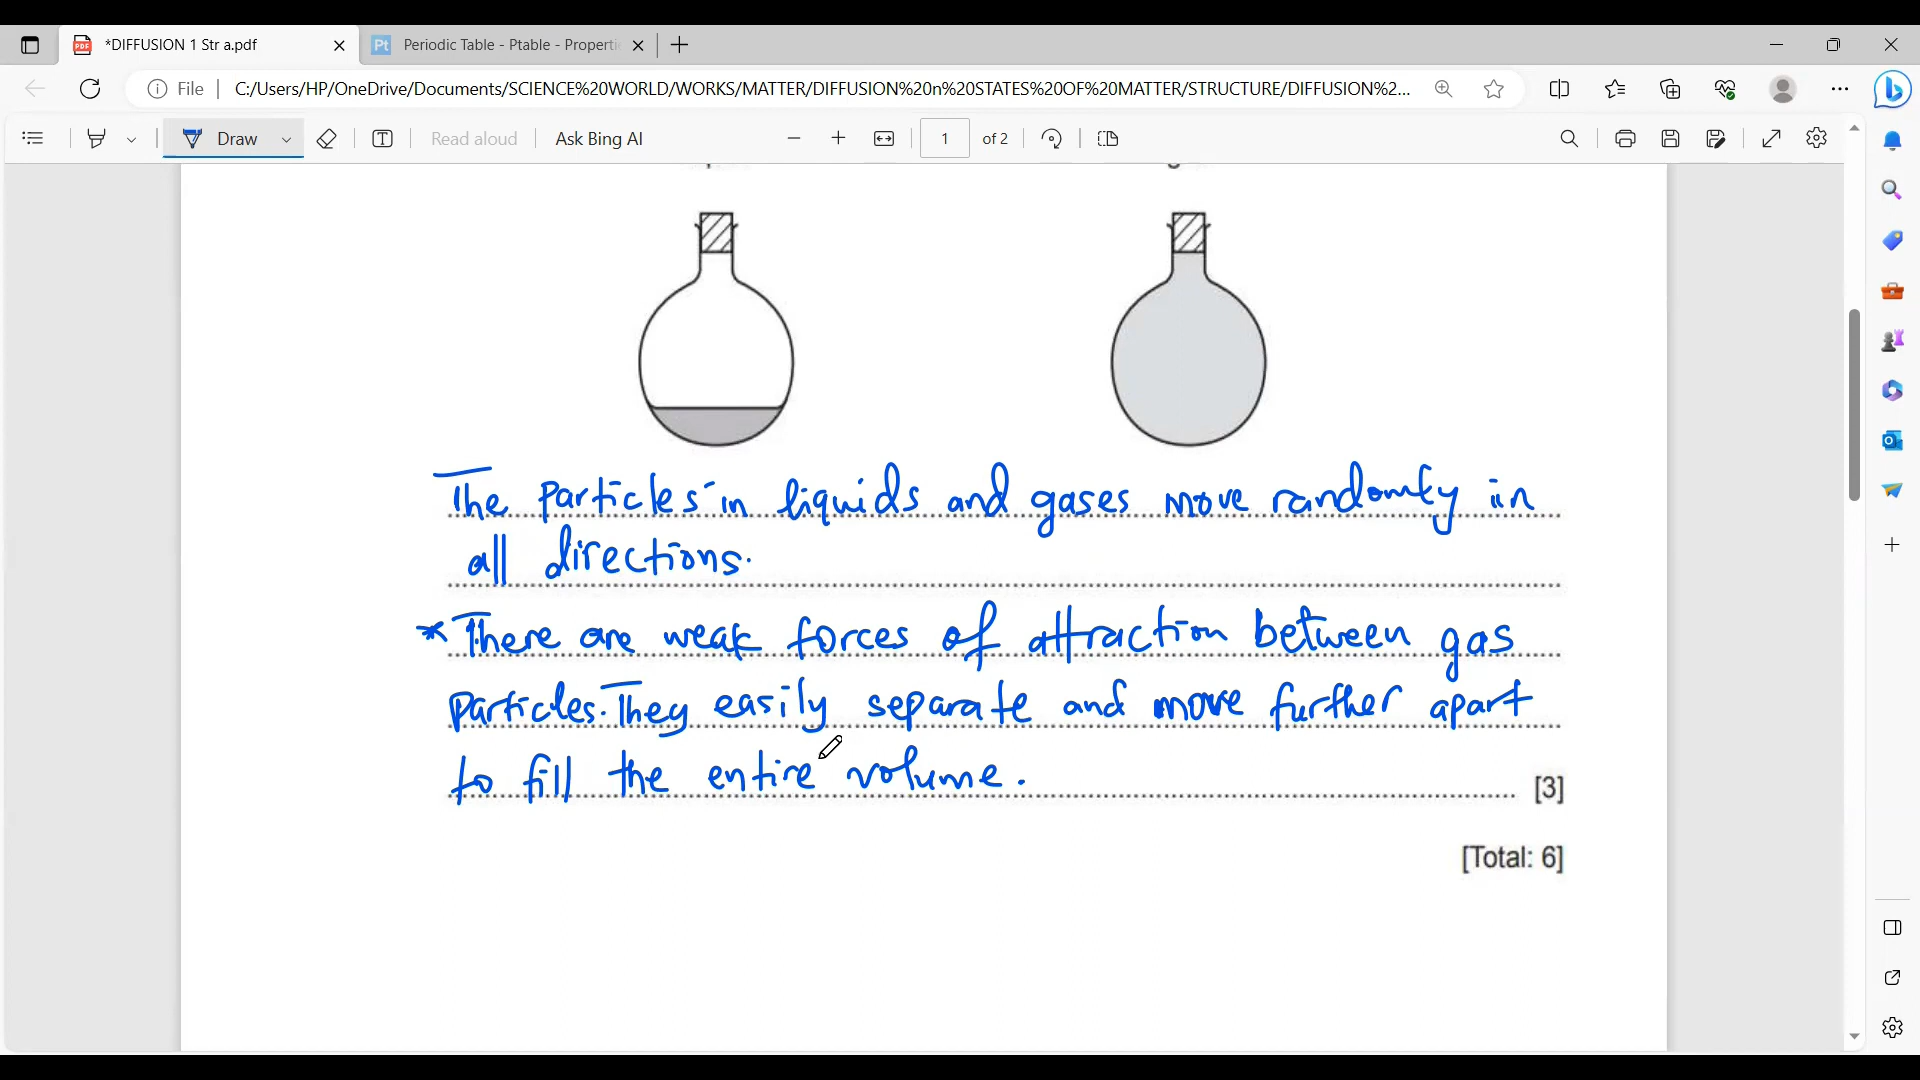 *DIFFUSION 1 Str a.pdf
Pt Periodic Table - Ptable - Properti
File C:/Users/HP/OneDrive/Documents/SCIENCE%20WORLD/WORKS/MATTER/DIFFUSION%20n%20STATES%20OF%20MATTER/STRUCTURE/DIFFUSION%2...
Draw Read aloud Ask Bing AI 1 of 2
The particles in liquids and gases move randomly in
all directions.
* There are weak forces of attraction between gas
particles. They easily separate and move further apart
to fill the entire volume. [3]
[Total: 6]